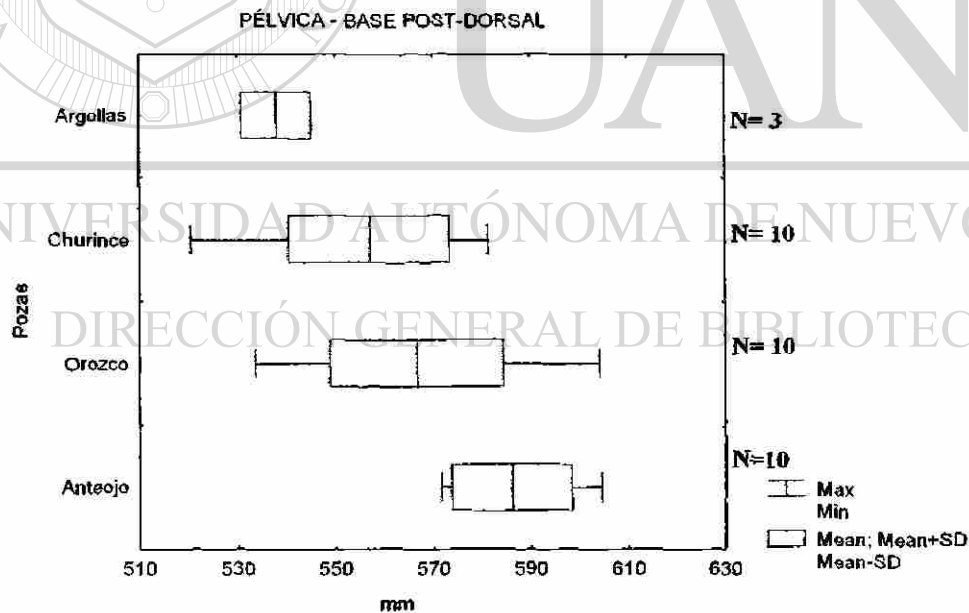 PÉLVICA - BASE POST-DORSAL
UAN
Argollas
N= 3
UNIVERSIDAD AUTÓNOMA DE NUEVO
Churince
N= 10
Pozas
DIRECCIÓN GENERAL DE BIBLIOTEC
Orozco
N= 10
Anteojo
N=10
Max
Min
Mean; Mean+SD
Mean-SD
510 530 550 570 590 610 630
mm